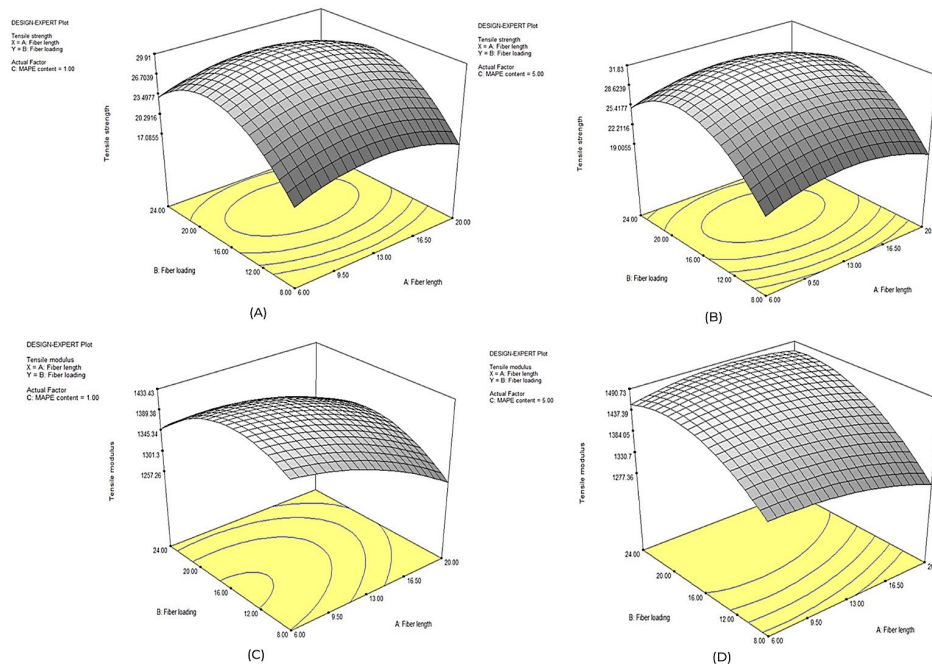 DESIGN-EXPERT Plot
Tensile strength
X = A: Fiber length
Y = B: Fiber loading
Actual Factor
C: MAPE content = 1.00
29.91
26.7039
23.4977
20.2916
17.0855
Tensile strength
24.00
20.00
16.00
12.00
8.00
B: Fiber loading
6.00
9.50
13.00
16.50
20.00
A: Fiber length
(A)
DESIGN-EXPERT Plot
Tensile strength
X = A: Fiber length
Y = B: Fiber loading
Actual Factor
C: MAPE content = 5.00
31.83
28.6239
25.4177
22.2116
19.0055
Tensile strength
24.00
20.00
16.00
12.00
8.00
B: Fiber loading
6.00
9.50
13.00
16.50
A: Fiber length
(B)
DESIGN-EXPERT Plot
Tensile modulus
X = A: Fiber length
Y = B: Fiber loading
Actual Factor
C: MAPE content = 1.00
1433.43
1389.38
1345.34
1301.3
1257.26
Tensile modulus
24.00
20.00
16.00
12.00
8.00
B: Fiber loading
6.00
9.50
13.00
16.50
20.00
A: Fiber length
(C)
DESIGN-EXPERT Plot
Tensile modulus
X = A: Fiber length
Y = B: Fiber loading
Actual Factor
C: MAPE content = 5.00
1490.73
1437.39
1384.05
1330.7
1277.36
Tensile modulus
24.00
20.00
16.00
12.00
8.00
B: Fiber loading
6.00
9.50
13.00
16.50
A: Fiber length
(D)